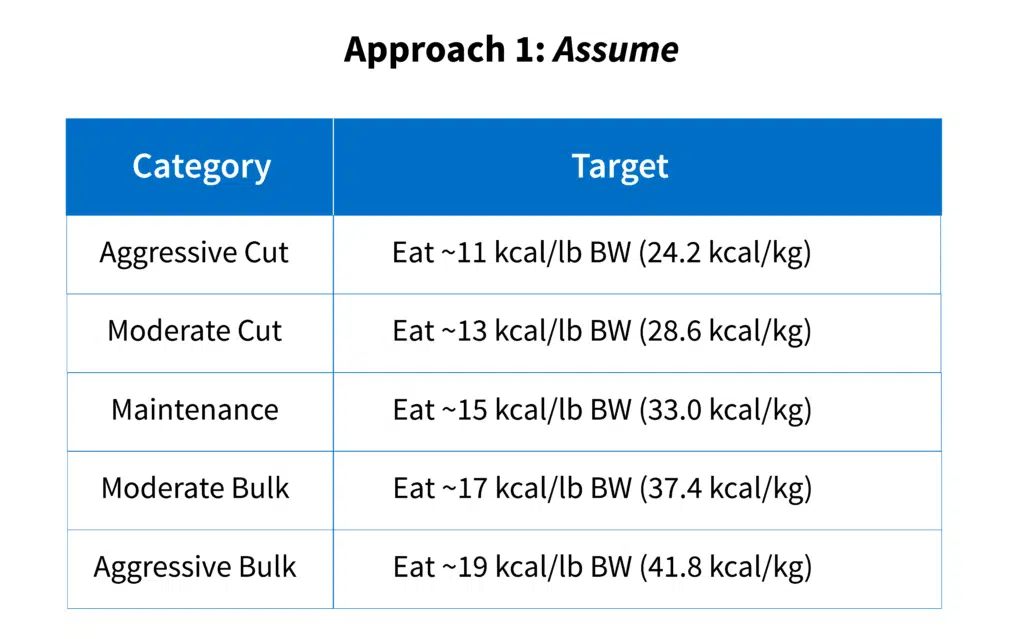 Approach 1: Assume
Category Target
Aggressive Cut Eat ~11 kcal/lb BW (24.2 kcal/kg)
Moderate Cut Eat ~13 kcal/lb BW (28.6 kcal/kg)
Maintenance Eat ~15 kcal/lb BW (33.0 kcal/kg)
Moderate Bulk Eat ~17 kcal/lb BW (37.4 kcal/kg)
Aggressive Bulk Eat ~19 kcal/lb BW (41.8 kcal/kg)